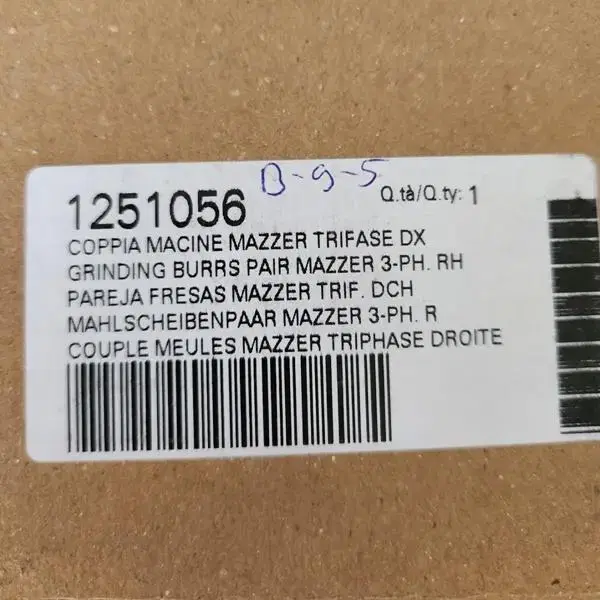 B-9-5
1251056 Q.tà/Q.ty: 1
COPPIA MACINE MAZZER TRIFASE DX
GRINDING BURRS PAIR MAZZER 3-PH. RH
PAREJA FRESAS MAZZER TRIF. DCH
MAHLSCHEIBENPAAR MAZZER 3-PH. R
COUPLE MEULES MAZZER TRIPHASE DROITE